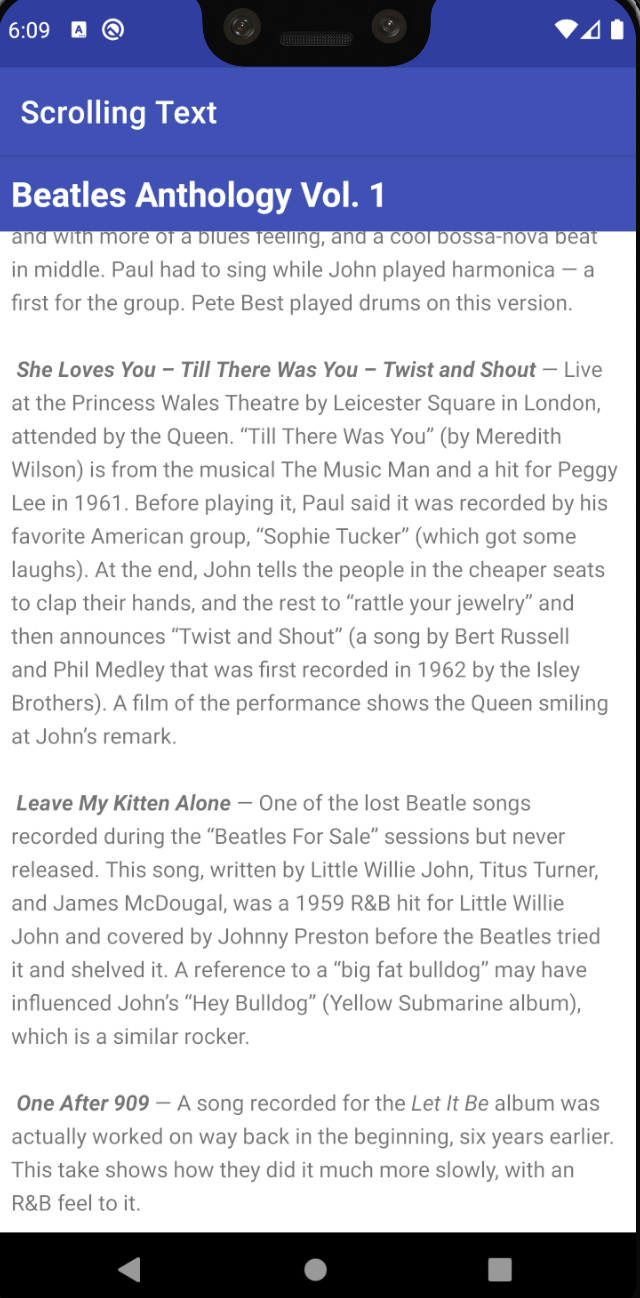 6:09
Scrolling Text
Beatles Anthology Vol. 1
and with more of a blues feeling, and a cool bossa-nova beat
in middle. Paul had to sing while John played harmonica — a
first for the group. Pete Best played drums on this version.
She Loves You – Till There Was You – Twist and Shout — Live
at the Princess Wales Theatre by Leicester Square in London,
attended by the Queen. “Till There Was You” (by Meredith
Wilson) is from the musical The Music Man and a hit for Peggy
Lee in 1961. Before playing it, Paul said it was recorded by his
favorite American group, “Sophie Tucker” (which got some
laughs). At the end, John tells the people in the cheaper seats
to clap their hands, and the rest to “rattle your jewelry” and
then announces “Twist and Shout” (a song by Bert Russell
and Phil Medley that was first recorded in 1962 by the Isley
Brothers). A film of the performance shows the Queen smiling
at John’s remark.
Leave My Kitten Alone — One of the lost Beatle songs
recorded during the “Beatles For Sale” sessions but never
released. This song, written by Little Willie John, Titus Turner,
and James McDougal, was a 1959 R&B hit for Little Willie
John and covered by Johnny Preston before the Beatles tried
it and shelved it. A reference to a “big fat bulldog” may have
influenced John’s “Hey Bulldog” (Yellow Submarine album),
which is a similar rocker.
One After 909 — A song recorded for the Let It Be album was
actually worked on way back in the beginning, six years earlier.
This take shows how they did it much more slowly, with an
R&B feel to it.